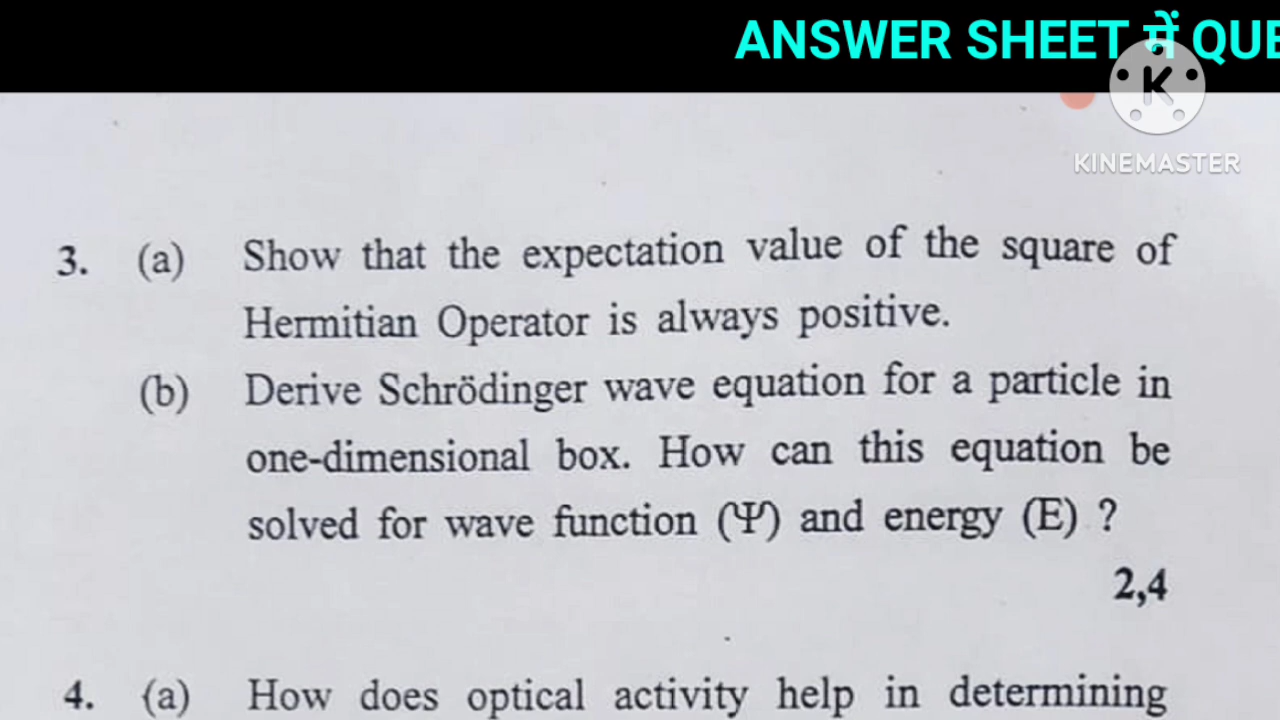 ANSWER SHEET में QUE
KINEMASTER
3. (a) Show that the expectation value of the square of
Hermitian Operator is always positive.
(b) Derive Schrödinger wave equation for a particle in
one-dimensional box. How can this equation be
solved for wave function (Ψ) and energy (E) ?
2,4
4. (a) How does optical activity help in determining